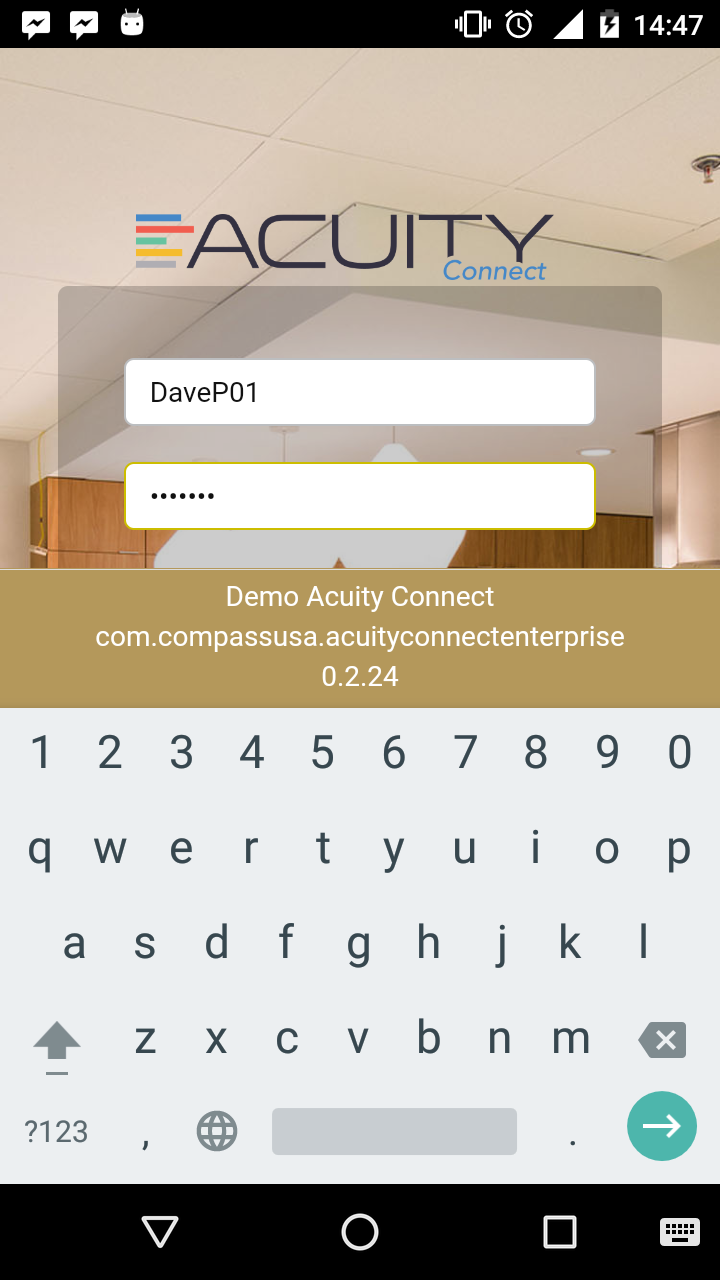 14:47
ACUITY
Connect
DaveP01
•••••••
Demo Acuity Connect
com.compassusa.acuityconnectenterprise
0.2.24
1 2 3 4 5 6 7 8 9 0
q w e r t y u i o p
a s d f g h j k l
z x c v b n m
?123 , .